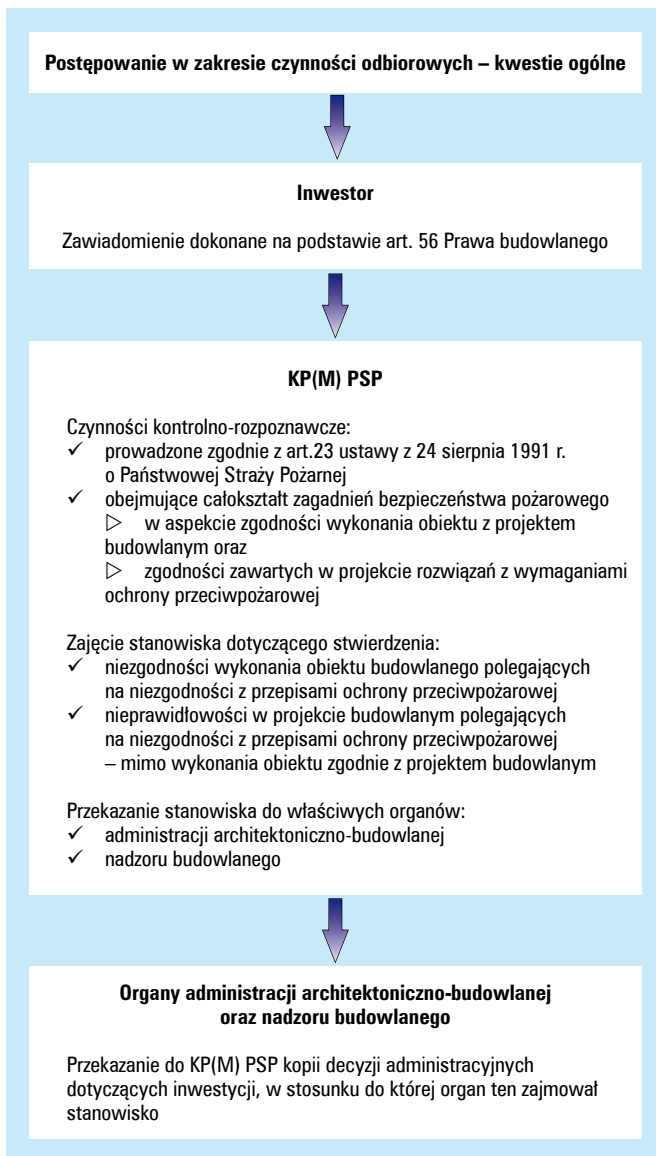 Postępowanie w zakresie czynności odbiorowych – kwestie ogólne
Inwestor
Zawiadomienie dokonane na podstawie art. 56 Prawa budowlanego
KP(M) PSP
Czynności kontrolno-rozpoznawcze:
✓ prowadzone zgodnie z art.23 ustawy z 24 sierpnia 1991 r.
o Państwowej Straży Pożarnej
✓ obejmujące całokształt zagadnień bezpieczeństwa pożarowego
▷ w aspekcie zgodności wykonania obiektu z projektem
budowlanym oraz
▷ zgodności zawartych w projekcie rozwiązań z wymaganiami
ochrony przeciwpożarowej
Zajęcie stanowiska dotyczącego stwierdzenia:
✓ niezgodności wykonania obiektu budowlanego polegających
na niezgodności z przepisami ochrony przeciwpożarowej
✓ nieprawidłowości w projekcie budowlanym polegających
na niezgodności z przepisami ochrony przeciwpożarowej
– mimo wykonania obiektu zgodnie z projektem budowlanym
Przekazanie stanowiska do właściwych organów:
✓ administracji architektoniczno-budowlanej
✓ nadzoru budowlanego
Organy administracji architektoniczno-budowlanej
oraz nadzoru budowlanego
Przekazanie do KP(M) PSP kopii decyzji administracyjnych
dotyczących inwestycji, w stosunku do której organ ten zajmował
stanowisko